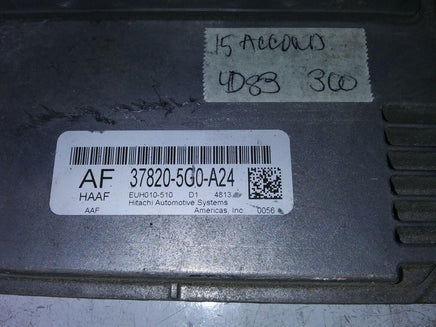 15 ACCORD
4D83 300
AF 37820-5G0-A24
HAAF EUH010-510 D1 4813
Hitachi Automotive Systems
AAF Americas, Inc 0056